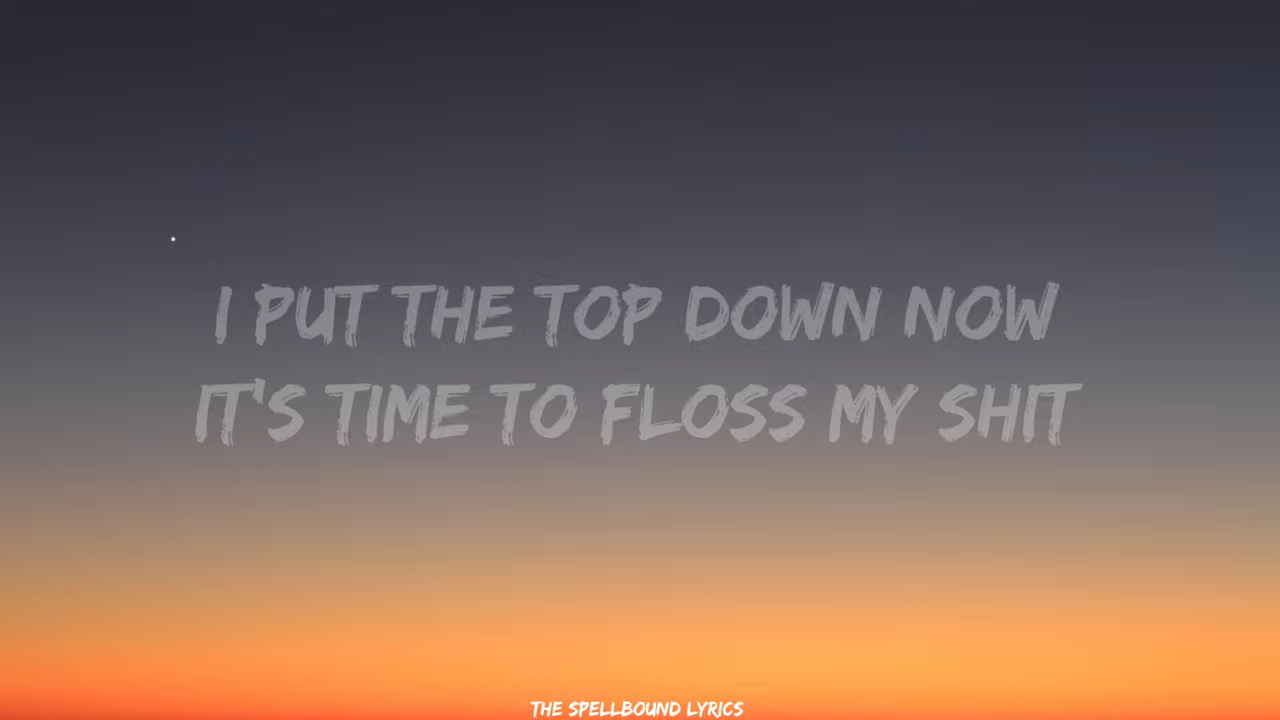 I PUT THE TOP DOWN NOW
IT'S TIME TO FLOSS MY SHIT
THE SPELLBOUND LYRICS